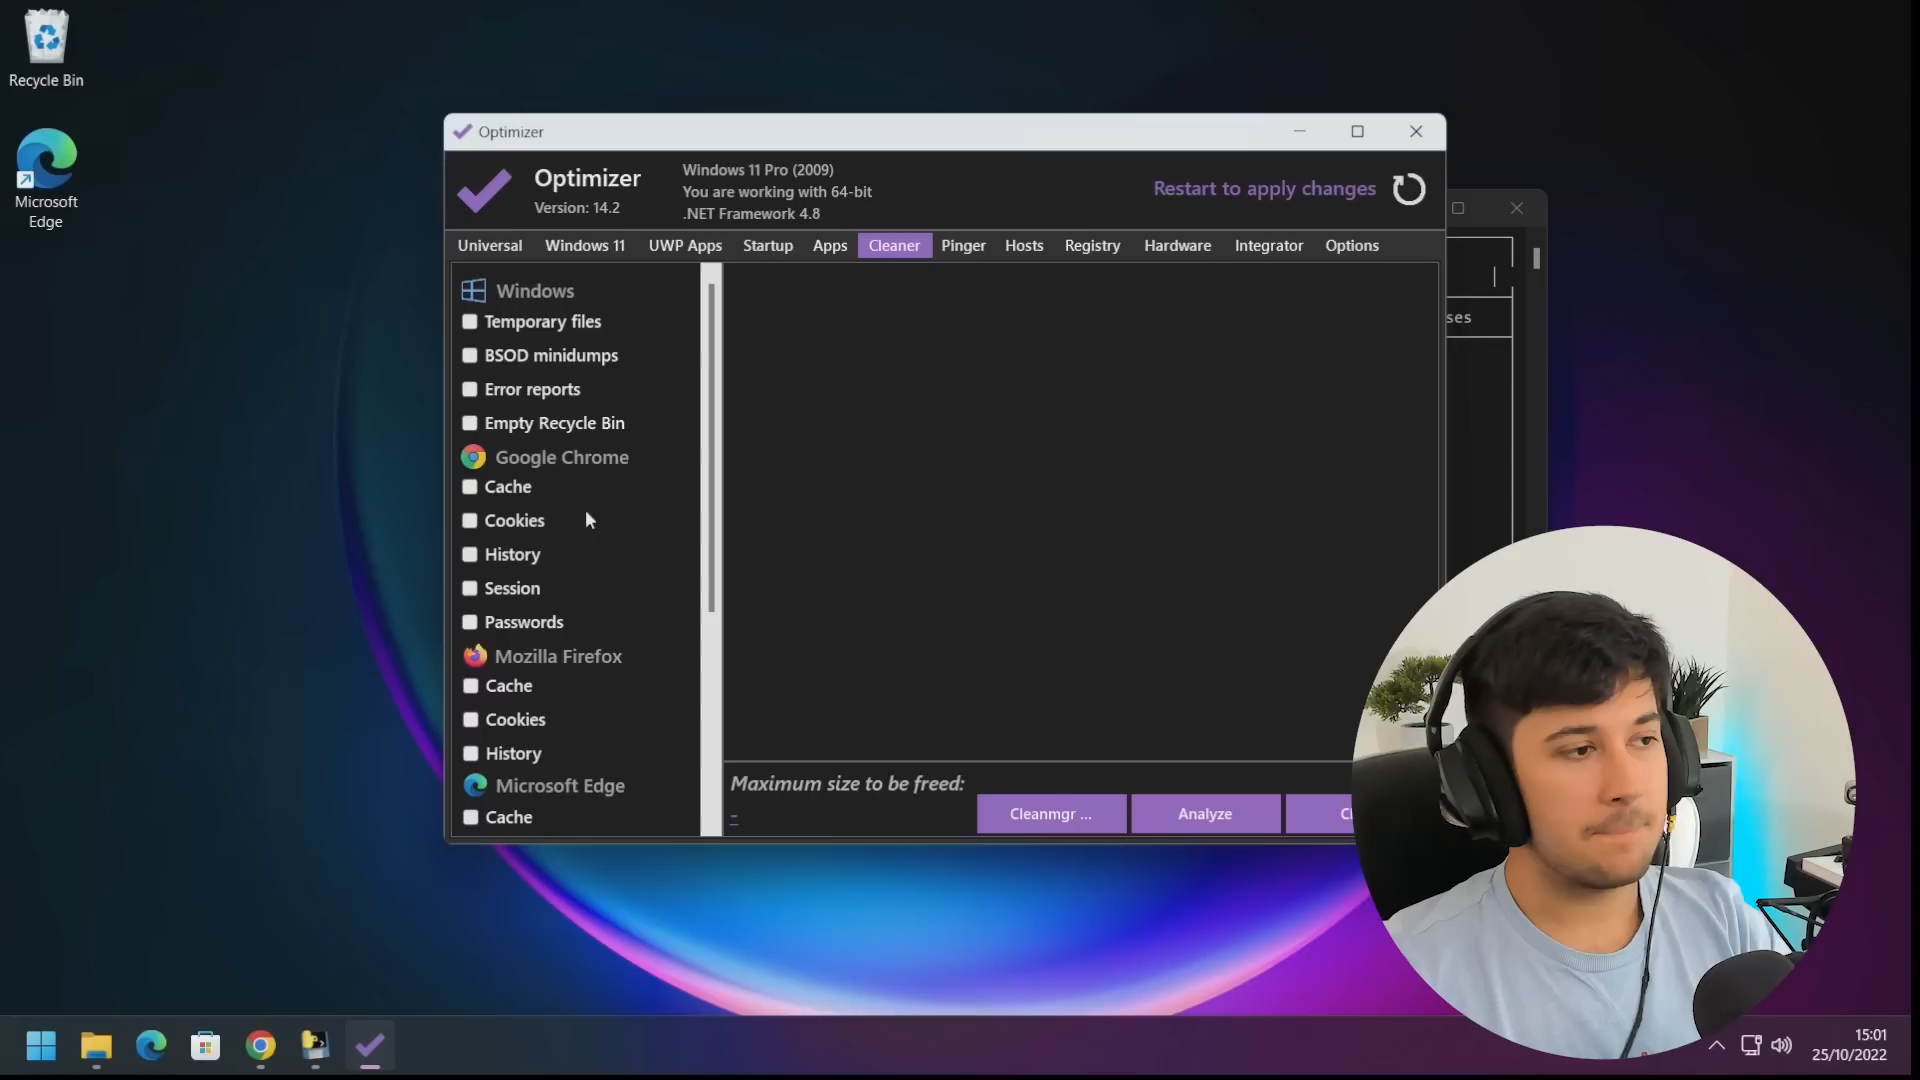 Recycle Bin
Microsoft
Edge
Optimizer
Optimizer
Version: 14.2
Windows 11 Pro (2009)
You are working with 64-bit
.NET Framework 4.8
Restart to apply changes
Universal Windows 11 UWP Apps Startup Apps Cleaner Pinger Hosts Registry Hardware Integrator Options
Windows
Temporary files
BSOD minidumps
Error reports
Empty Recycle Bin
Google Chrome
Cache
Cookies
History
Session
Passwords
Mozilla Firefox
Cache
Cookies
History
Microsoft Edge
Cache
ses
Maximum size to be freed:
-
Cleanmgr ...
Analyze
15:01
25/10/2022